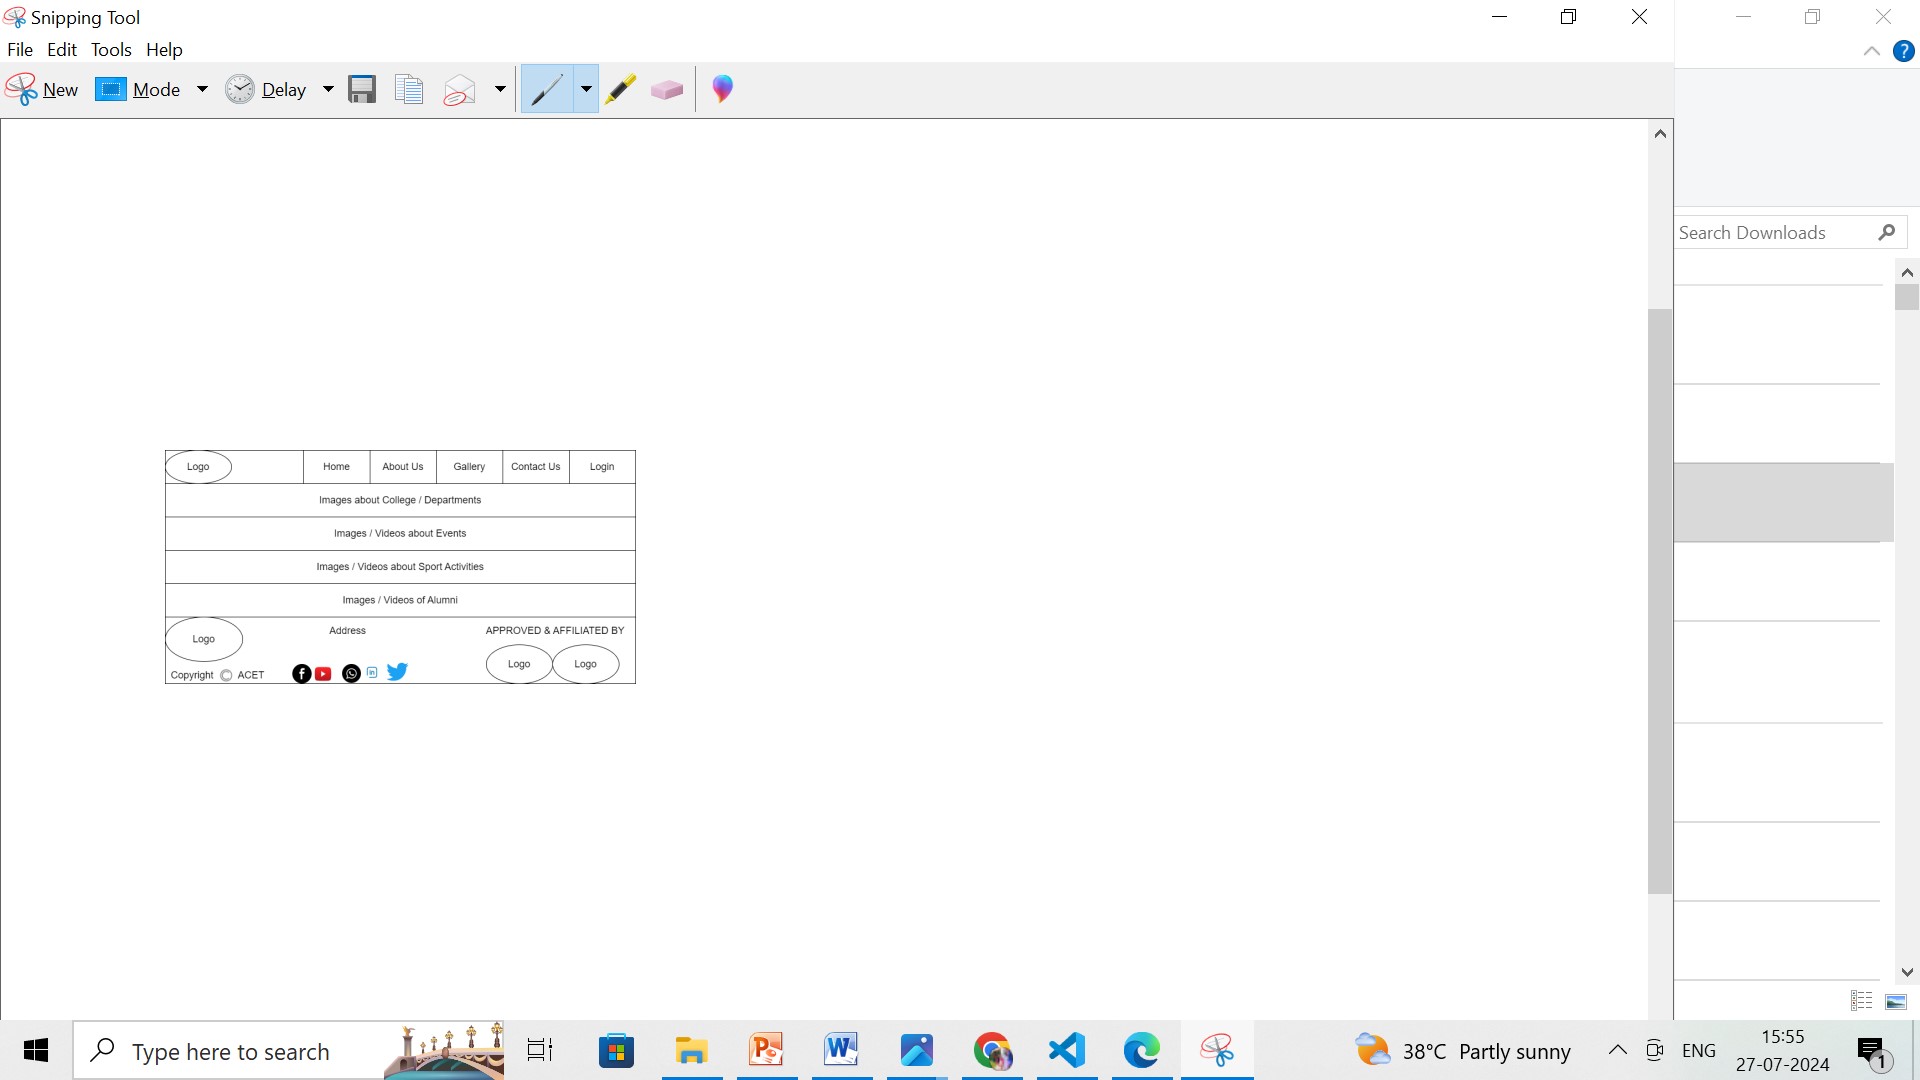 Snipping Tool
File Edit Tools Help
New Mode Delay
?
Search Downloads
Logo Home About Us Gallery Contact Us Login
Images about College / Departments
Images / Videos about Events
Images / Videos about Sport Activities
Images / Videos of Alumni
Logo Address APPROVED & AFFILIATED BY
Logo Logo
Copyright © ACET
Type here to search 38°C Partly sunny ENG 15:55
27-07-2024 1